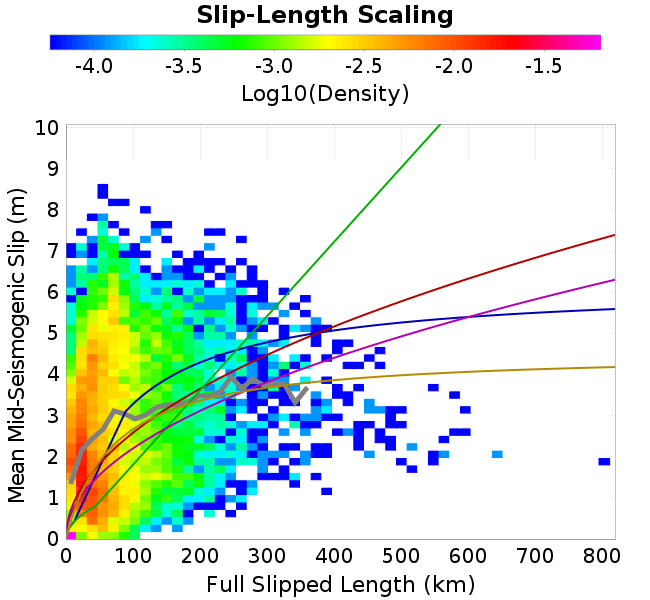 Slip-Length Scaling
-4.0 -3.5 -3.0 -2.5 -2.0 -1.5
Log10(Density)
10
9
8
7
6
5
4
3
2
1
0
Mean Mid-Seismogenic Slip (m)
0 100 200 300 400 500 600 700 800
Full Slipped Length (km)